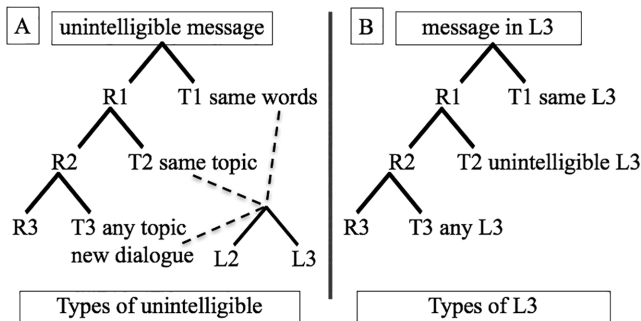 A
unintelligible message
R1
T1 same words
R2
T2 same topic
R3
T3 any topic
new dialogue
L2
L3
Types of unintelligible
B
message in L3
R1
T1 same L3
R2
T2 unintelligible L3
R3
T3 any L3
Types of L3